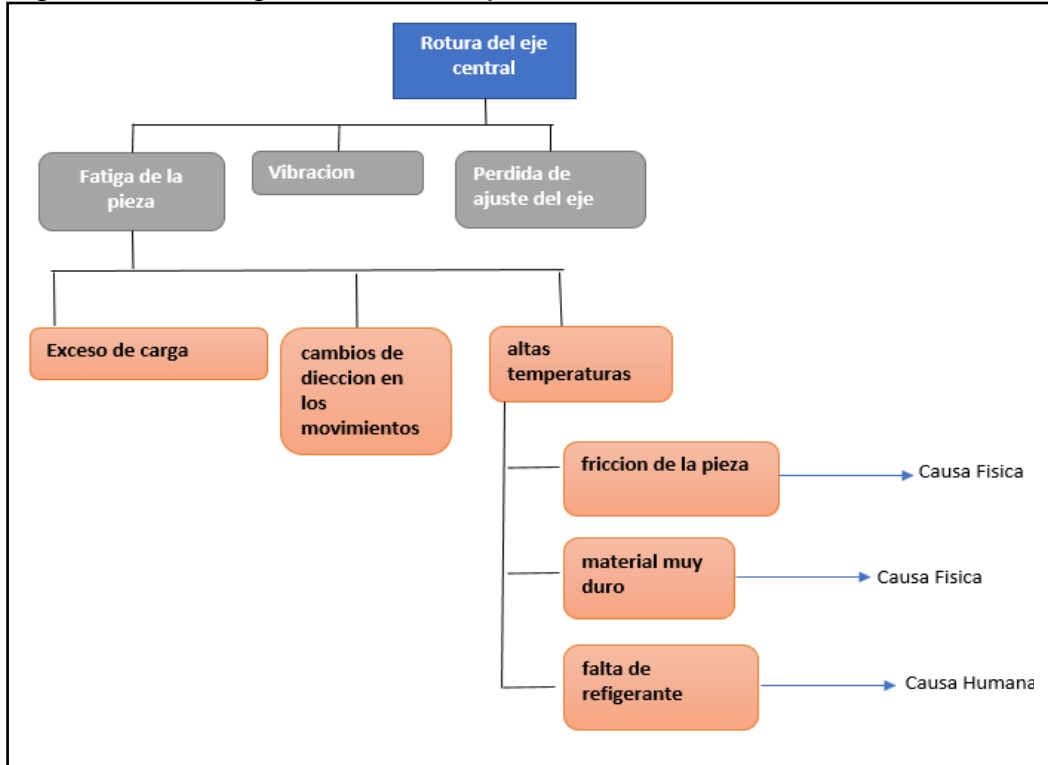 Rotura del eje
central
Fatiga de la
pieza
Vibracion
Perdida de
ajuste del eje
Exceso de carga
cambios de
dieccion en
los
movimientos
altas
temperaturas
friccion de la pieza
Causa Fisica
material muy
duro
Causa Fisica
falta de
refigerante
Causa Humana